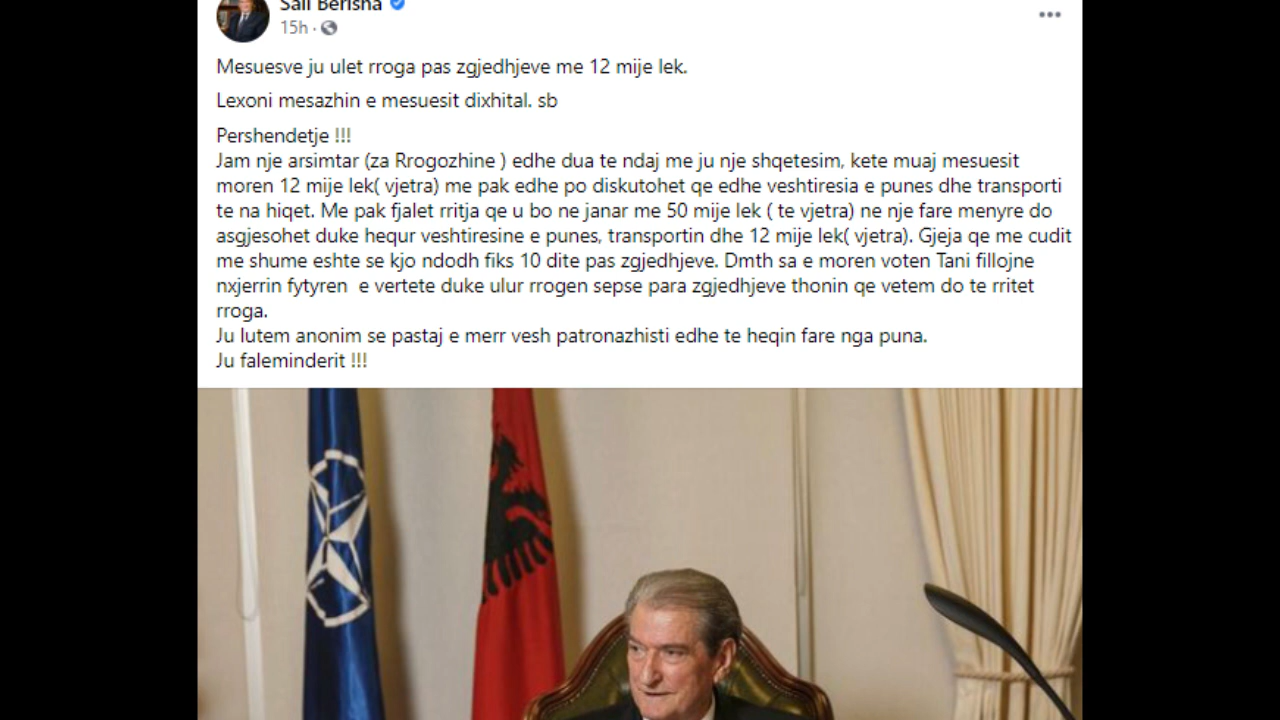 Sali Berisha
15h ·
Mesuesve ju ulet rroga pas zgjedhjeve me 12 mije lek.
Lexoni mesazhin e mesuesit dixhital. sb
Pershendetje !!!
Jam nje arsimtar (za Rrogozhine ) edhe dua te ndaj me ju nje shqetesim, kete muaj mesuesit
moren 12 mije lek( vjetra) me pak edhe po diskutohet qe edhe veshtiresia e punes dhe transporti
te na hiqet. Me pak fjalet rritja qe u bo ne janar me 50 mije lek ( te vjetra) ne nje fare menyre do
asgjesohet duke hequr veshtiresine e punes, transportin dhe 12 mije lek( vjetra). Gjeja qe me cudit
me shume eshte se kjo ndodh fiks 10 dite pas zgjedhjeve. Dmth sa e moren voten Tani fillojne
nxjerrin fytyren  e vertete duke ulur rrogen sepse para zgjedhjeve thonin qe vetem do te rritet
rroga.
Ju lutem anonim se pastaj e merr vesh patronazhisti edhe te heqin fare nga puna.
Ju faleminderit !!!